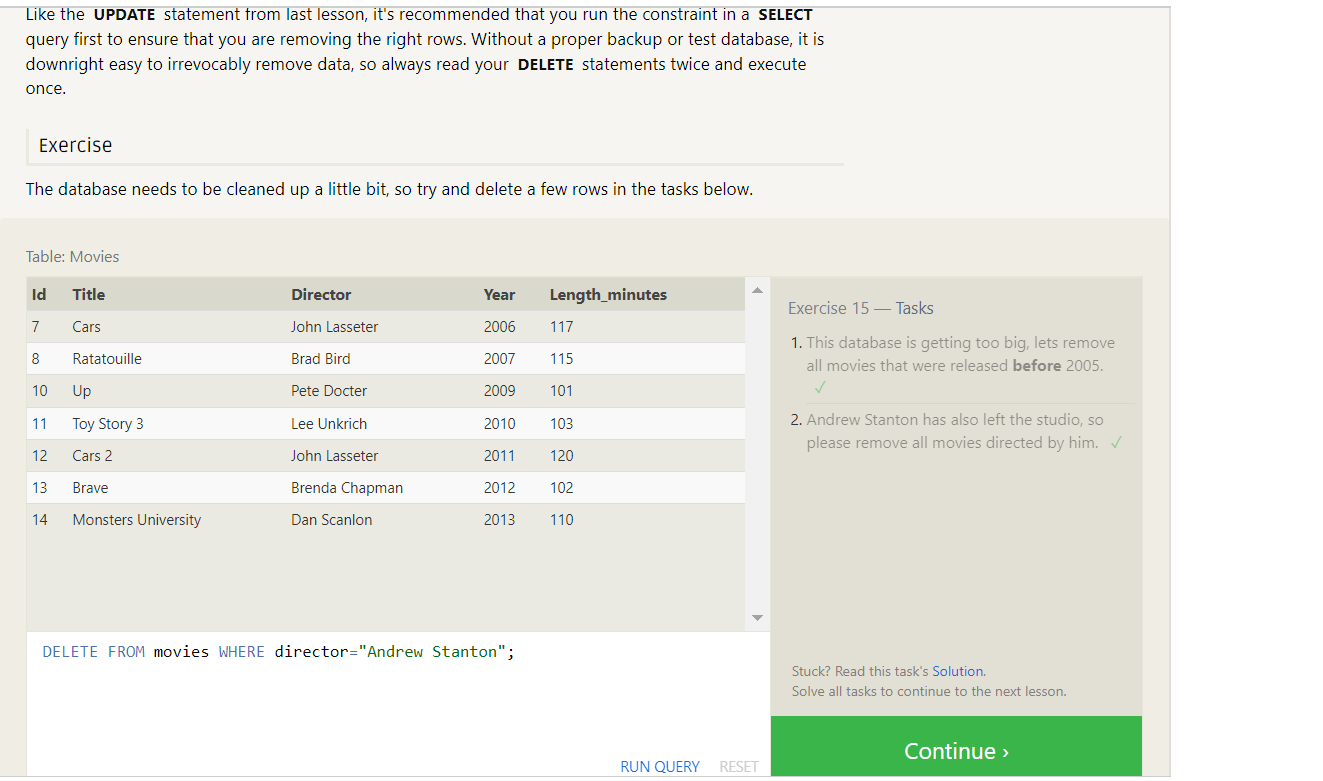 Like the UPDATE statement from last lesson, it's recommended that you run the constraint in a SELECT
query first to ensure that you are removing the right rows. Without a proper backup or test database, it is
downright easy to irrevocably remove data, so always read your DELETE statements twice and execute
once.
Exercise
The database needs to be cleaned up a little bit, so try and delete a few rows in the tasks below.
Table: Movies
Id Title Director Year Length_minutes
7 Cars John Lasseter 2006 117
8 Ratatouille Brad Bird 2007 115
10 Up Pete Docter 2009 101
11 Toy Story 3 Lee Unkrich 2010 103
12 Cars 2 John Lasseter 2011 120
13 Brave Brenda Chapman 2012 102
14 Monsters University Dan Scanlon 2013 110
DELETE FROM movies WHERE director="Andrew Stanton";
RUN QUERY RESET
Exercise 15 — Tasks
1. This database is getting too big, lets remove
all movies that were released before 2005.
✓
2. Andrew Stanton has also left the studio, so
please remove all movies directed by him. ✓
Stuck? Read this task's Solution.
Solve all tasks to continue to the next lesson.
Continue ›